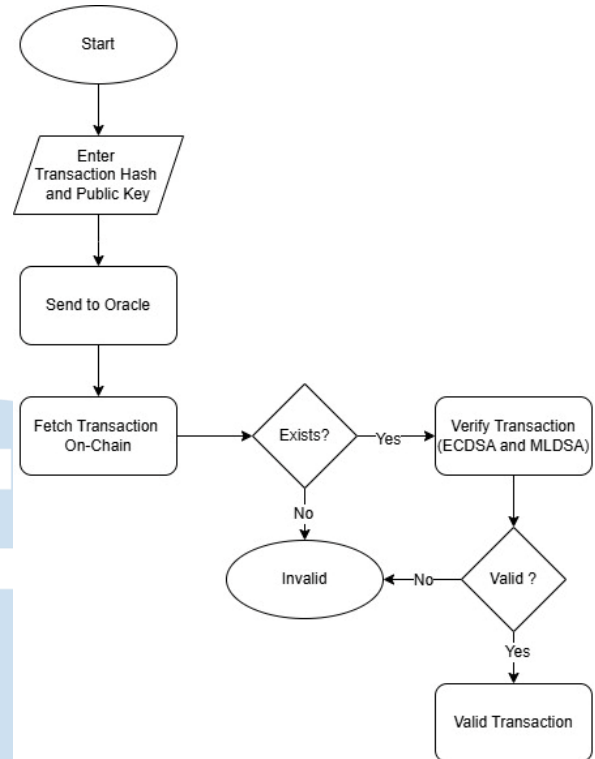 Start
Enter
Transaction Hash
and Public Key
Send to Oracle
Fetch Transaction
On-Chain
Exists?
Yes
Verify Transaction
(ECDSA and MLDSA)
No
Invalid
No
Valid ?
Yes
Valid Transaction